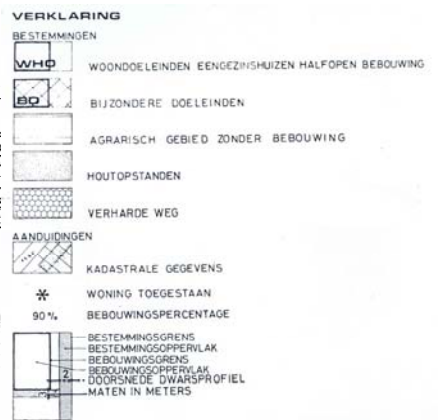 VERKLARING
BESTEMMINGEN
WHO WOONDOELEINDEN EENGEZINSHUIZEN HALFOPEN BEBOUWING
BD BIJZONDERE DOELEINDEN
AGRARISCH GEBIED ZONDER BEBOUWING
HOUTOPSTANDEN
VERHARDE WEG
AANDUIDINGEN
KADASTRALE GEGEVENS
* WONING TOEGESTAAN
90 % BEBOUWINGSPERCENTAGE
BESTEMMINGSGRENS
BESTEMMINGSOPPERVLAK
BEBOUWINGSGRENS
BEBOUWINGSOPPERVLAK
2 DOORSNEDE DWARSPROFIEL
MATEN IN METERS